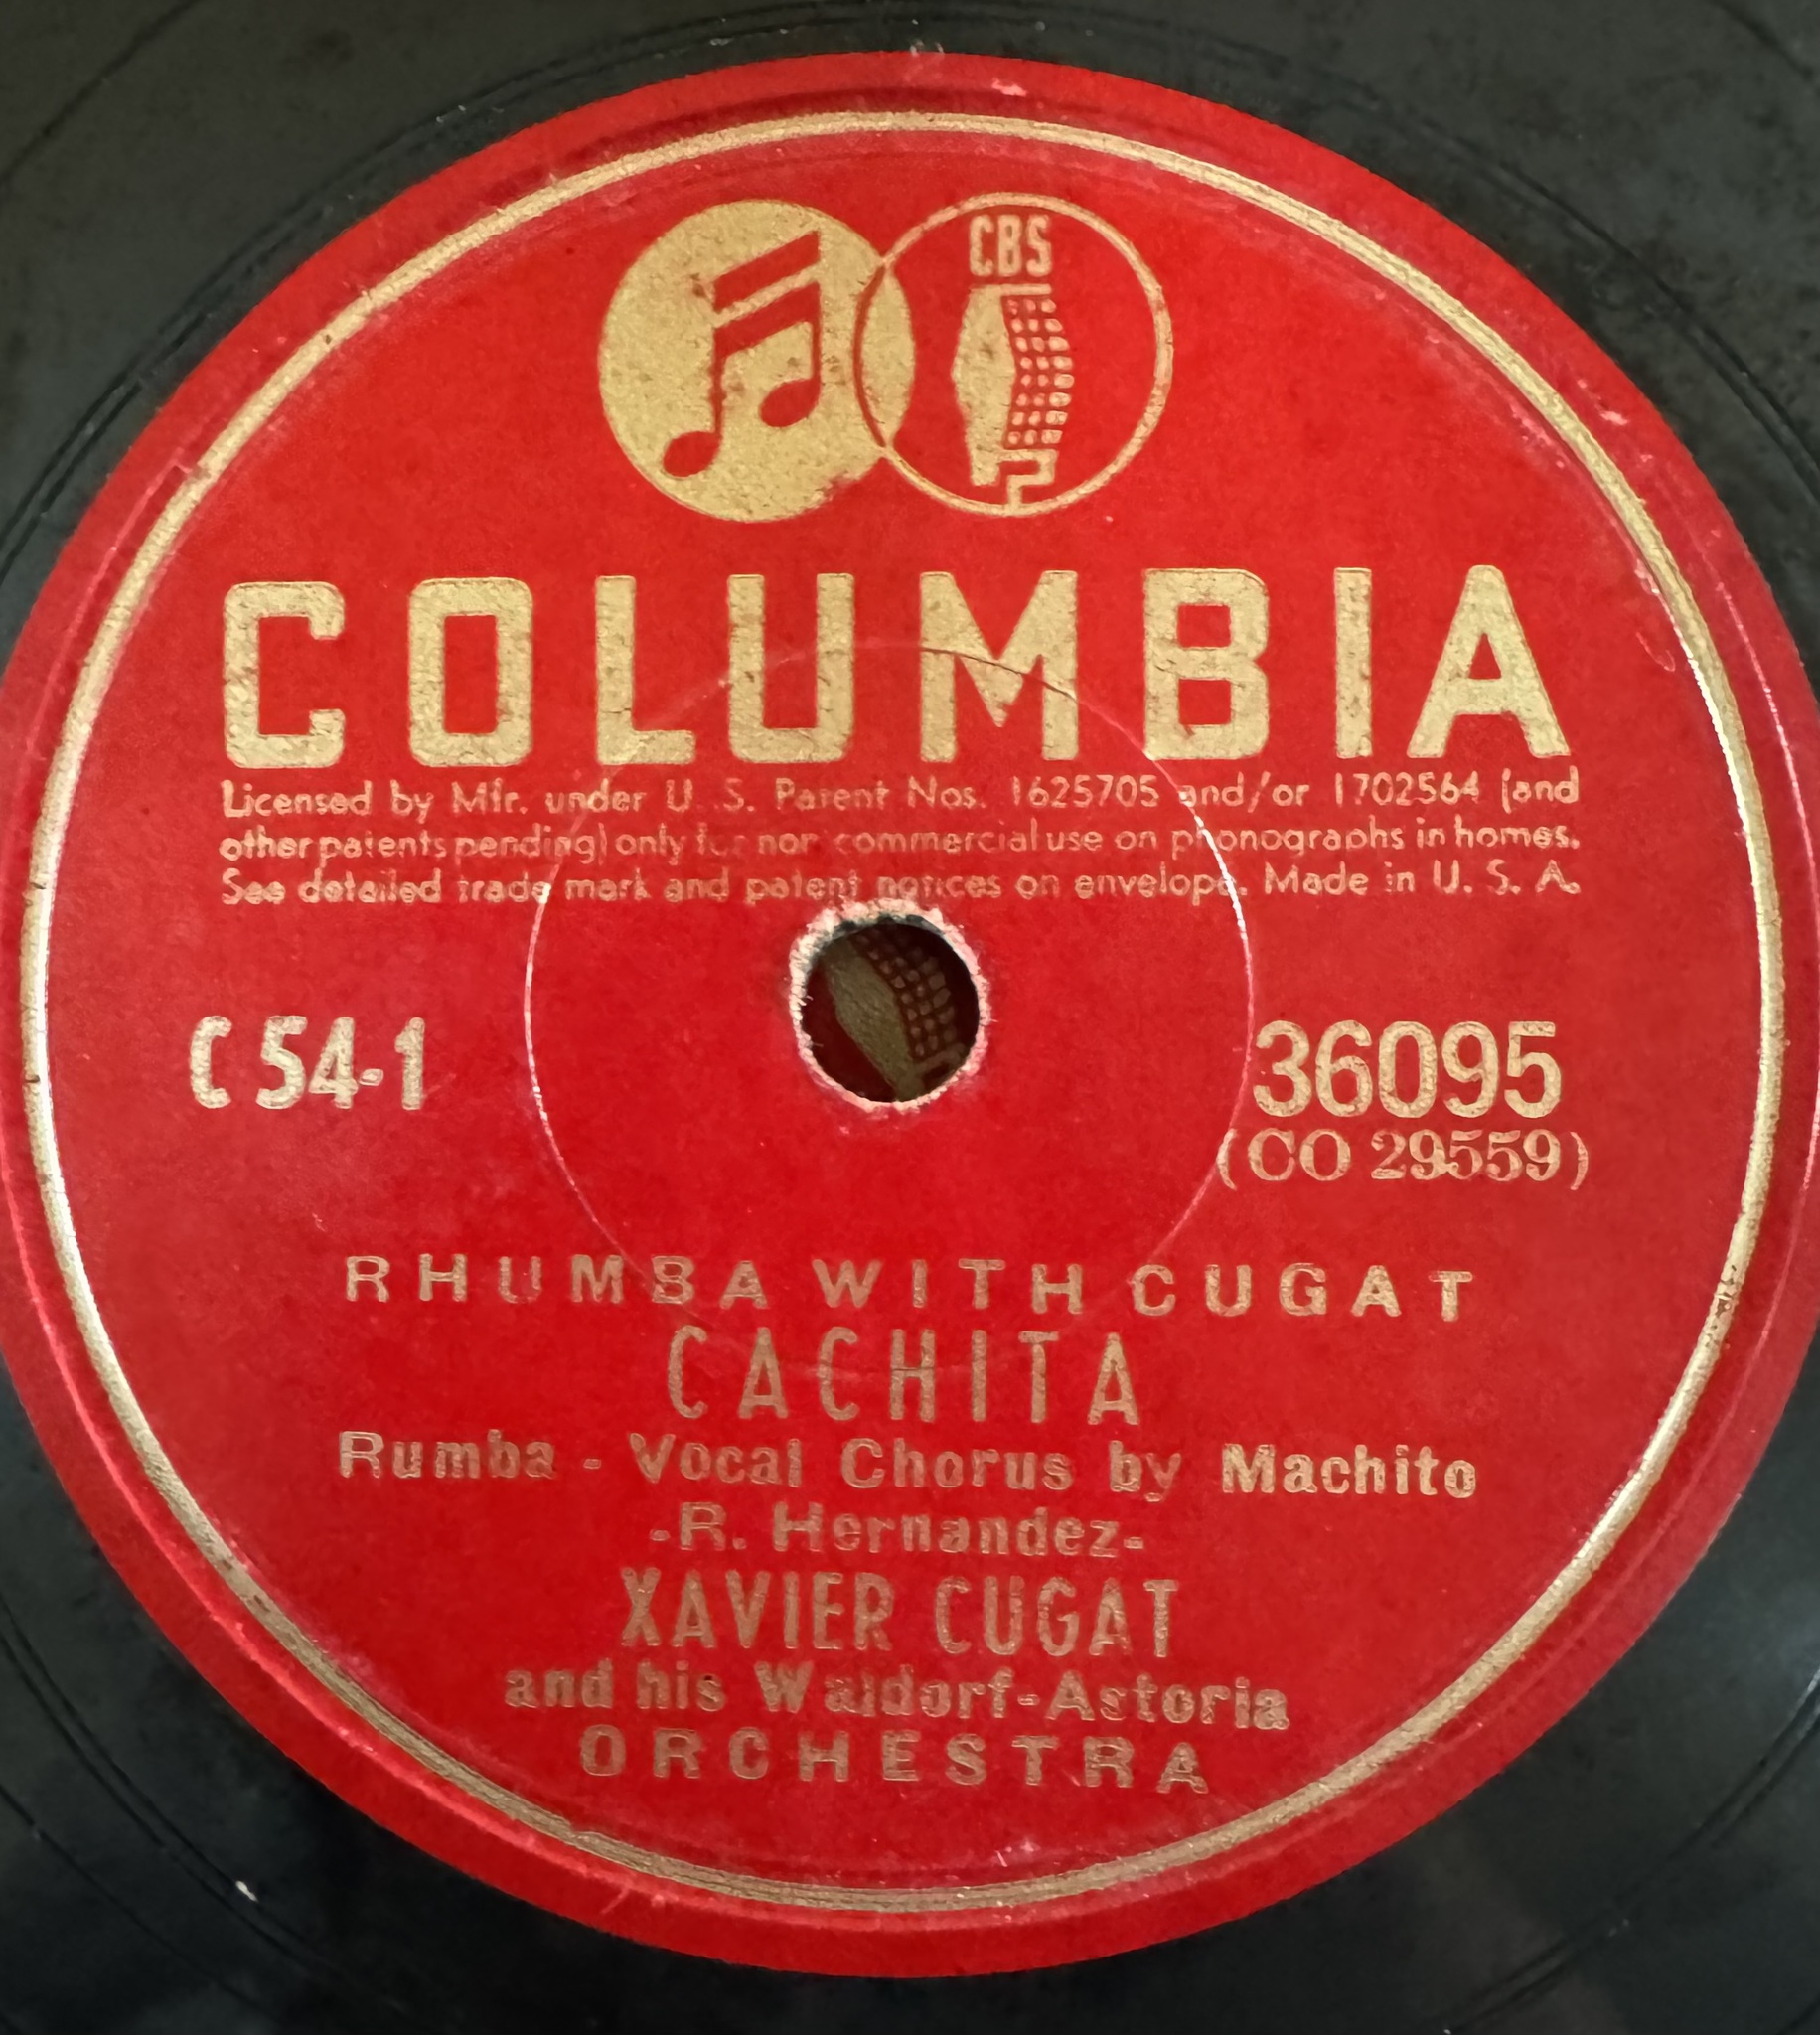 CBS
COLUMBIA
Licensed by Mfr. under U. S. Patent Nos. 1625705 and/or 1702564 (and
other patents pending) only for non commercial use on phonographs in homes.
See detailed trade mark and patent notices on envelope. Made in U. S. A.
C 54-1
36095
(CO 29559)
RHUMBA WITH CUGAT
CACHITA
Rumba - Vocal Chorus by Machito
-R. Hernandez-
XAVIER CUGAT
and his Waldorf-Astoria
ORCHESTRA